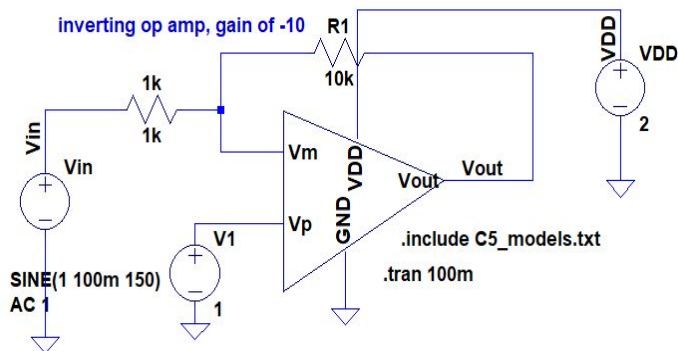 inverting op amp, gain of -10
R1
10k
1k
1k
VDD
VDD
2
Vin
Vin
Vm
VDD
Vout
Vout
Vp
GND
V1
1
SINE(1 100m 150)
AC 1
.include C5_models.txt
.tran 100m